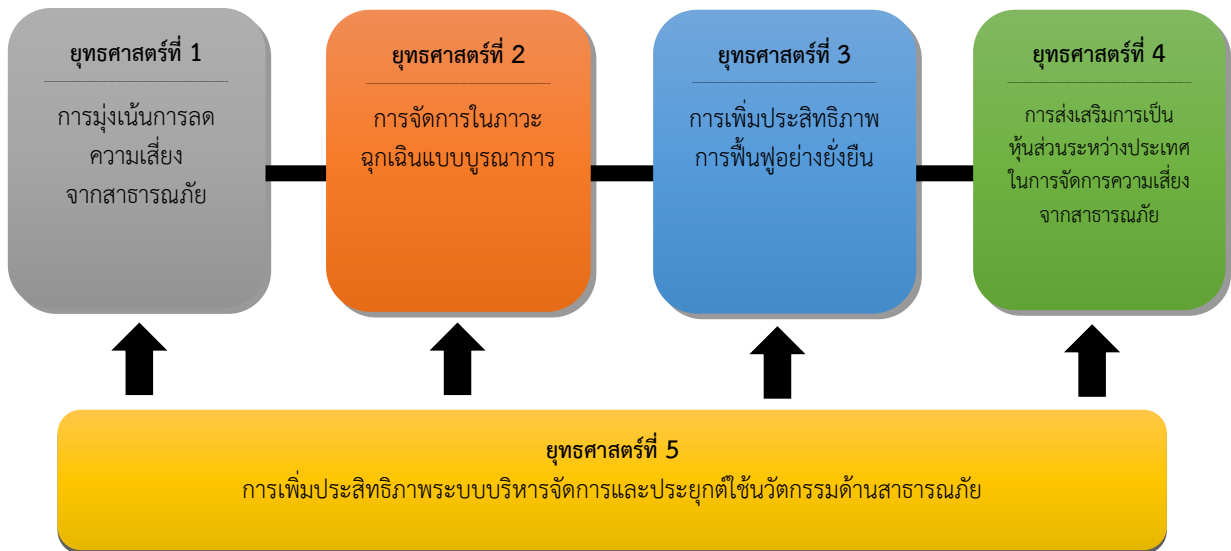 ยุทธศาสตร์ที่ 1
การมุ่งเน้นการลด
ความเสี่ยง
จากสาธารณภัย
ยุทธศาสตร์ที่ 2
การจัดการในภาวะ
ฉุกเฉินแบบบูรณาการ
ยุทธศาสตร์ที่ 3
การเพิ่มประสิทธิภาพ
การฟื้นฟูอย่างยั่งยืน
ยุทธศาสตร์ที่ 4
การส่งเสริมการเป็น
หุ้นส่วนระหว่างประเทศ
ในการจัดการความเสี่ยง
จากสาธารณภัย
ยุทธศาสตร์ที่ 5
การเพิ่มประสิทธิภาพระบบบริหารจัดการและประยุกต์ใช้นวัตกรรมด้านสาธารณภัย